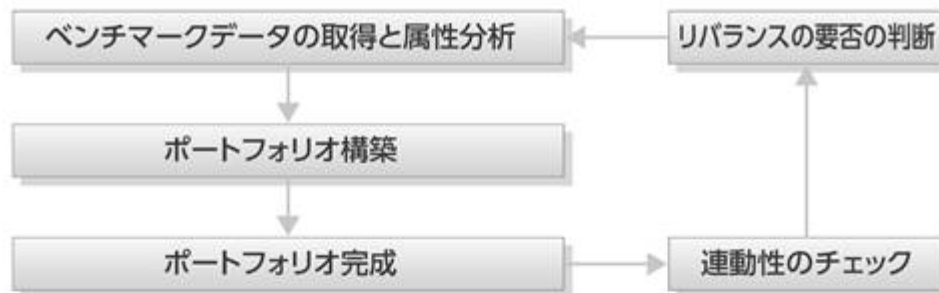 ベンチマークデータの取得と属性分析
リバランスの要否の判断
ポートフォリオ構築
ポートフォリオ完成
連動性のチェック